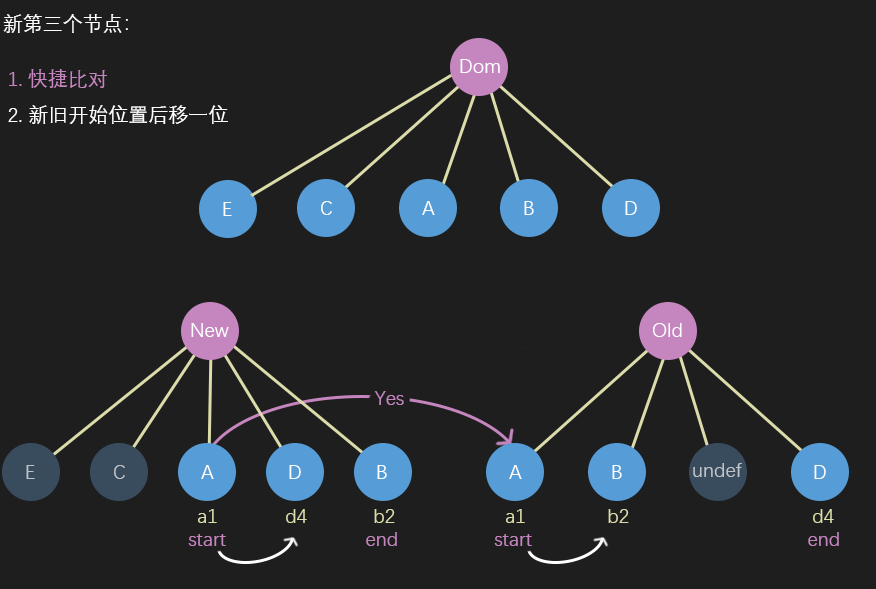 新第三个节点:
1. 快捷比对
2. 新旧开始位置后移一位
Dom
E C A B D
New Old
Yes
E C A D B A B undef D
a1 d4 b2 a1 b2 d4
start end start end